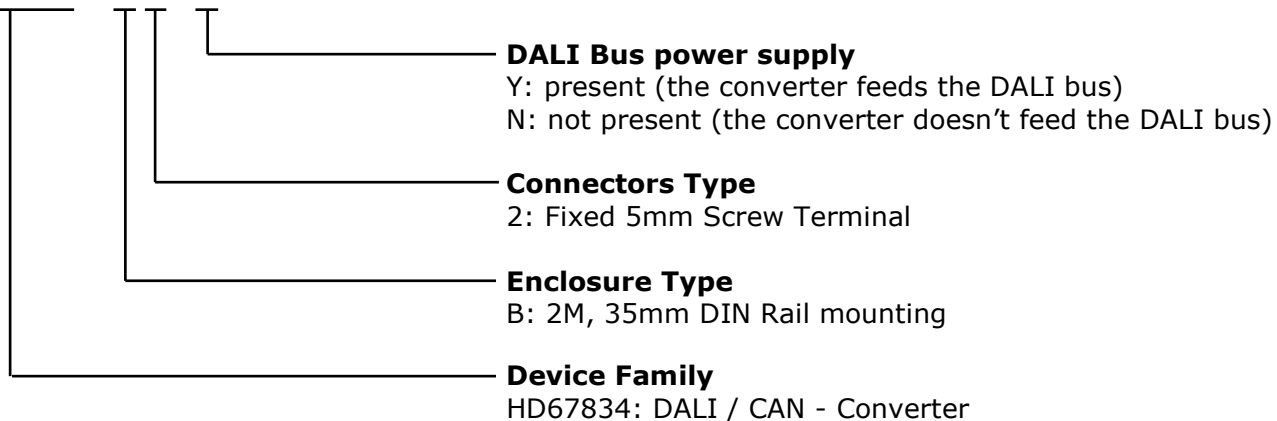 DALI Bus power supply
Y: present (the converter feeds the DALI bus)
N: not present (the converter doesn’t feed the DALI bus)
Connectors Type
2: Fixed 5mm Screw Terminal
Enclosure Type
B: 2M, 35mm DIN Rail mounting
Device Family
HD67834: DALI / CAN - Converter